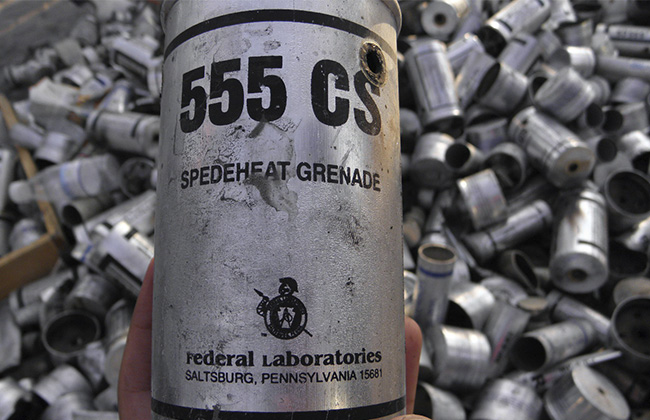 555 CS
SPEDEHEAT GRENADE
Federal Laboratories
SALTSBURG, PENNSYLVANIA 15681